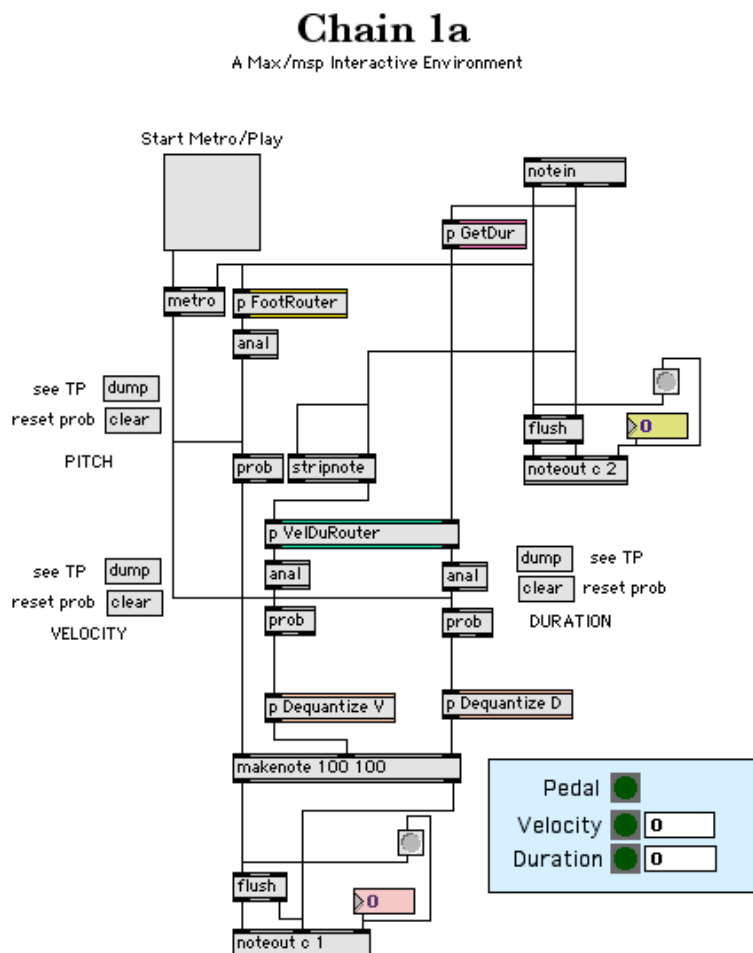 Chain 1a
A Max/msp Interactive Environment
Start Metro/Play
notein
p GetDur
metro
p FootRouter
anal
see TP dump
reset prob clear
PITCH
0
flush
noteout c 2
prob
stripnote
p VelDuRouter
see TP dump
reset prob clear
VELOCITY
anal
anal
dump see TP
clear reset prob
DURATION
prob
prob
p Dequantize V
p Dequantize D
makenote 100 100
Pedal
Velocity 0
Duration 0
flush
0
noteout c 1